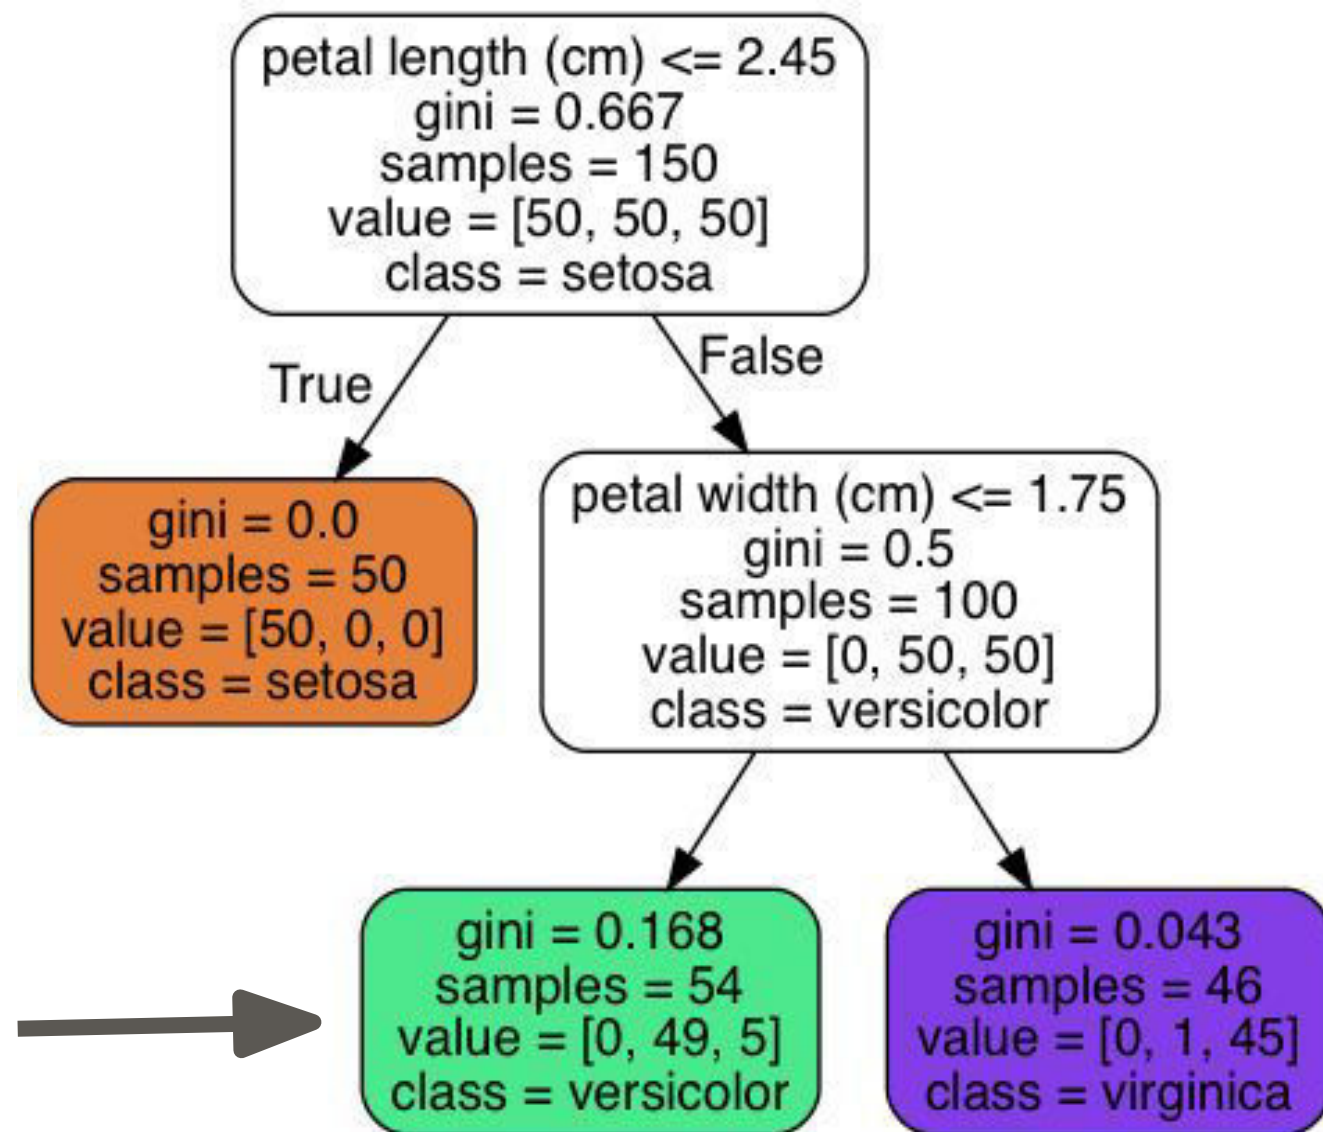 petal length (cm) <= 2.45
gini = 0.667
samples = 150
value = [50, 50, 50]
class = setosa
True
False
gini = 0.0
samples = 50
value = [50, 0, 0]
class = setosa
petal width (cm) <= 1.75
gini = 0.5
samples = 100
value = [0, 50, 50]
class = versicolor
gini = 0.168
samples = 54
value = [0, 49, 5]
class = versicolor
gini = 0.043
samples = 46
value = [0, 1, 45]
class = virginica